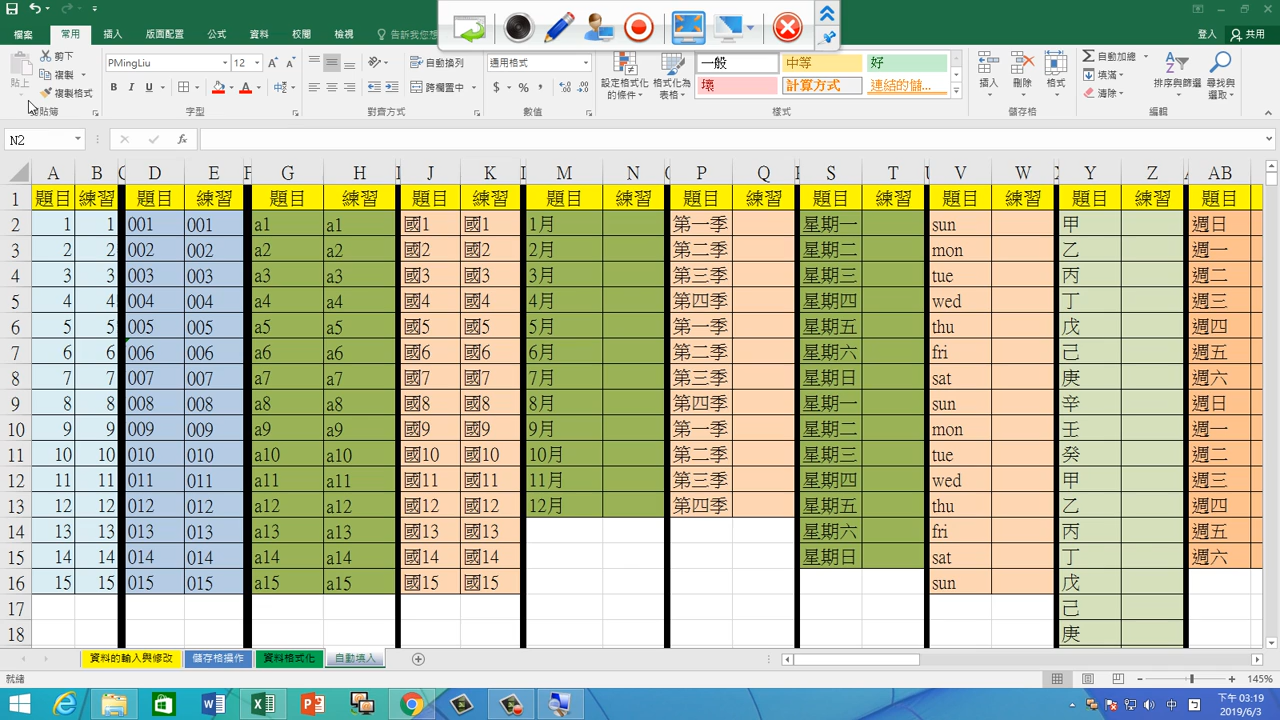 檔案 常用 插入 版面配置 公式 資料 校閱 檢視 告訴我您 登入 共用
貼上 剪下 複製 複製格式 剪貼簿
PMingLiu 12 B I U 中 字型
自動換列 跨欄置中 對齊方式
通用格式 $ % 數值
設定格式化的條件 格式化為表格 一般 中等 好 壞 計算方式 連結的儲... 樣式
插入 刪除 格式 儲存格
Σ 自動加總 填滿 清除 排序與篩選 尋找與選取 編輯
N2 fx
A B D E G H J K M N P Q S T V W Y Z AB
1 題目 練習 題目 練習 題目 練習 題目 練習 題目 練習 題目 練習 題目 練習 題目 練習 題目 練習 題目
2 1 1 001 001 a1 a1 國1 國1 1月 第一季 星期一 sun 甲 週日
3 2 2 002 002 a2 a2 國2 國2 2月 第二季 星期二 mon 乙 週一
4 3 3 003 003 a3 a3 國3 國3 3月 第三季 星期三 tue 丙 週二
5 4 4 004 004 a4 a4 國4 國4 4月 第四季 星期四 wed 丁 週三
6 5 5 005 005 a5 a5 國5 國5 5月 第一季 星期五 thu 戊 週四
7 6 6 006 006 a6 a6 國6 國6 6月 第二季 星期六 fri 己 週五
8 7 7 007 007 a7 a7 國7 國7 7月 第三季 星期日 sat 庚 週六
9 8 8 008 008 a8 a8 國8 國8 8月 第四季 星期一 sun 辛 週日
10 9 9 009 009 a9 a9 國9 國9 9月 第一季 星期二 mon 壬 週一
11 10 10 010 010 a10 a10 國10 國10 10月 第二季 星期三 tue 癸 週二
12 11 11 011 011 a11 a11 國11 國11 11月 第三季 星期四 wed 甲 週三
13 12 12 012 012 a12 a12 國12 國12 12月 第四季 星期五 thu 乙 週四
14 13 13 013 013 a13 a13 國13 國13 星期六 fri 丙 週五
15 14 14 014 014 a14 a14 國14 國14 星期日 sat 丁 週六
16 15 15 015 015 a15 a15 國15 國15 sun 戊
17 己
18 庚
資料的輸入與修改 儲存格操作 資料格式化 自動填入
就緒 145%
中 下午 03:19
2019/6/3